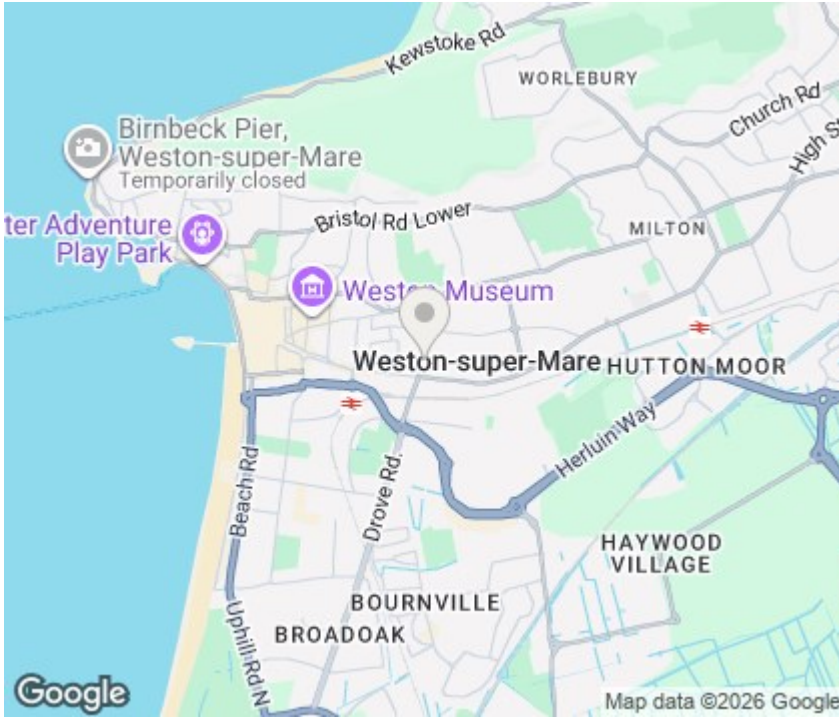 Kewstoke Rd
WORLEBURY
Church Rd
High St
Birnbeck Pier,
Weston-super-Mare
Temporarily closed
Bristol Rd Lower
MILTON
ter Adventure
Play Park
Weston Museum
Weston-super-Mare
HUTTON MOOR
Beach Rd
Drove Rd.
Herluin Way
HAYWOOD
VILLAGE
BOURNVILLE
BROADOAK
Uphill Rd N
Google
Map data ©2026 Google